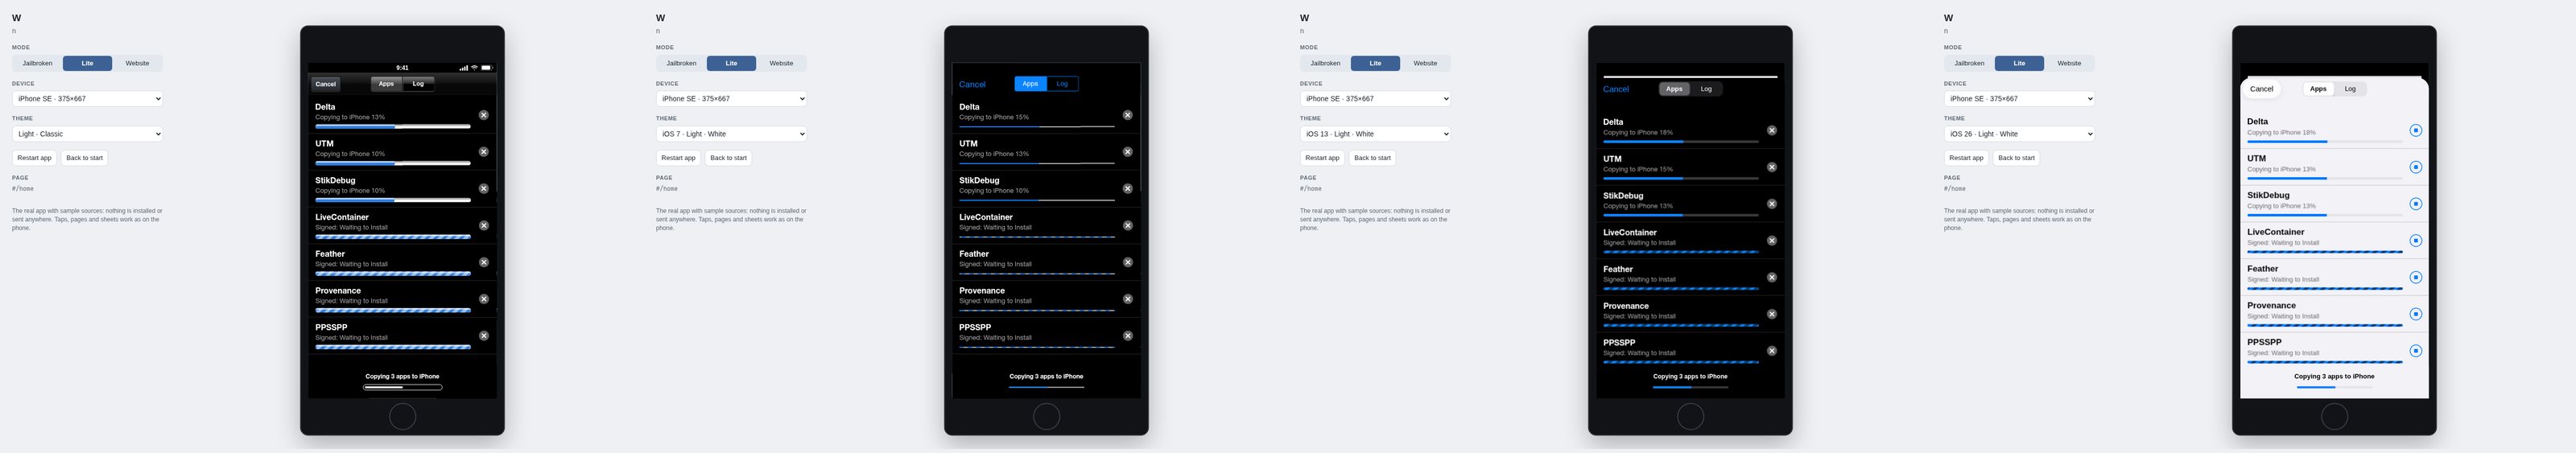 W
n
MODE
Jailbroken Lite Website
DEVICE
iPhone SE - 375×667
THEME
Light - Classic
Restart app Back to start
PAGE
#/home
The real app with sample sources: nothing is installed or
sent anywhere. Taps, pages and sheets work as on the
phone.
9:41
Cancel Apps Log
Delta
Copying to iPhone 13%
UTM
Copying to iPhone 10%
StikDebug
Copying to iPhone 10%
LiveContainer
Signed: Waiting to Install
Feather
Signed: Waiting to Install
Provenance
Signed: Waiting to Install
PPSSPP
Signed: Waiting to Install
Copying 3 apps to iPhone
W
n
MODE
Jailbroken Lite Website
DEVICE
iPhone SE - 375×667
THEME
iOS 7 - Light - White
Restart app Back to start
PAGE
#/home
The real app with sample sources: nothing is installed or
sent anywhere. Taps, pages and sheets work as on the
phone.
Cancel Apps Log
Delta
Copying to iPhone 15%
UTM
Copying to iPhone 13%
StikDebug
Copying to iPhone 10%
LiveContainer
Signed: Waiting to Install
Feather
Signed: Waiting to Install
Provenance
Signed: Waiting to Install
PPSSPP
Signed: Waiting to Install
Copying 3 apps to iPhone
W
n
MODE
Jailbroken Lite Website
DEVICE
iPhone SE - 375×667
THEME
iOS 13 - Light - White
Restart app Back to start
PAGE
#/home
The real app with sample sources: nothing is installed or
sent anywhere. Taps, pages and sheets work as on the
phone.
Cancel Apps Log
Delta
Copying to iPhone 18%
UTM
Copying to iPhone 15%
StikDebug
Copying to iPhone 13%
LiveContainer
Signed: Waiting to Install
Feather
Signed: Waiting to Install
Provenance
Signed: Waiting to Install
PPSSPP
Signed: Waiting to Install
Copying 3 apps to iPhone
W
n
MODE
Jailbroken Lite Website
DEVICE
iPhone SE - 375×667
THEME
iOS 26 - Light - White
Restart app Back to start
PAGE
#/home
The real app with sample sources: nothing is installed or
sent anywhere. Taps, pages and sheets work as on the
phone.
Cancel Apps Log
Delta
Copying to iPhone 18%
UTM
Copying to iPhone 13%
StikDebug
Copying to iPhone 13%
LiveContainer
Signed: Waiting to Install
Feather
Signed: Waiting to Install
Provenance
Signed: Waiting to Install
PPSSPP
Signed: Waiting to Install
Copying 3 apps to iPhone